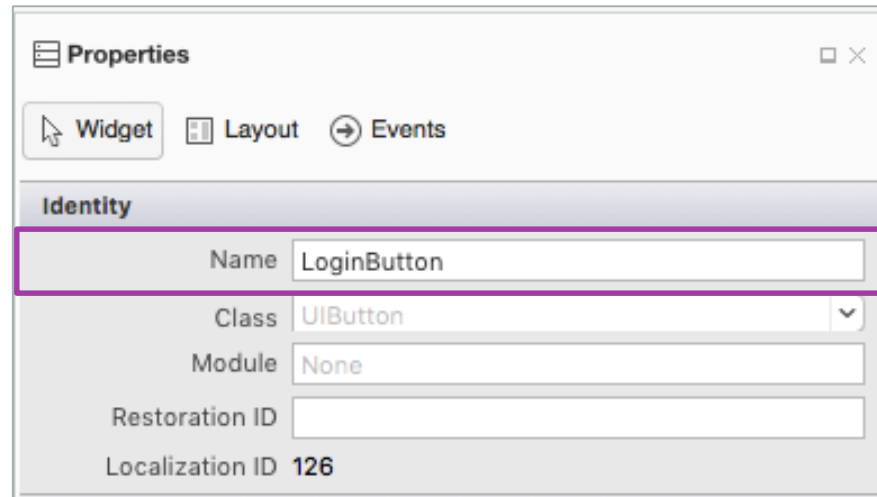 Properties
Widget Layout Events
Identity
Name LoginButton
Class UIButton
Module None
Restoration ID
Localization ID 126